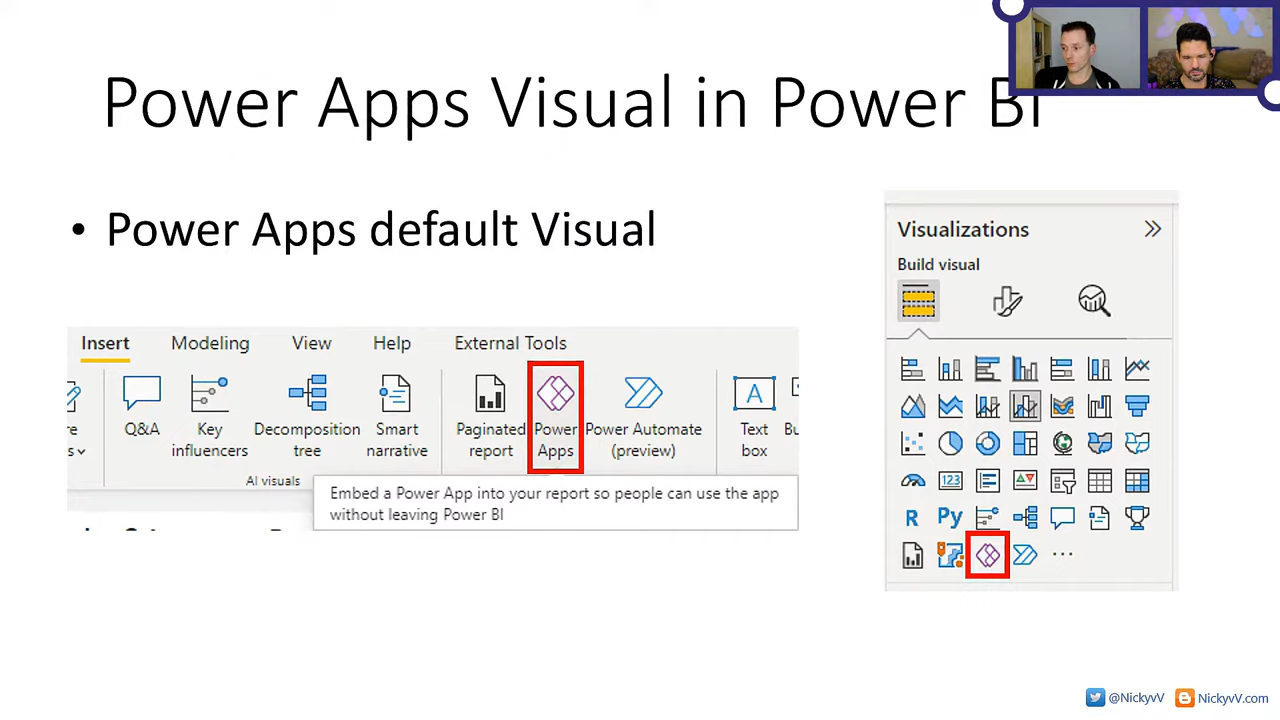 Power Apps Visual in Power BI
• Power Apps default Visual
Insert Modeling View Help External Tools
Q&A
Key influencers
Decomposition tree
Smart narrative
Paginated report
Power Apps
Power Automate (preview)
Text box
AI visuals
Embed a Power App into your report so people can use the app
without leaving Power BI
Visualizations
Build visual
123
R Py
@NickyvV NickyvV.com